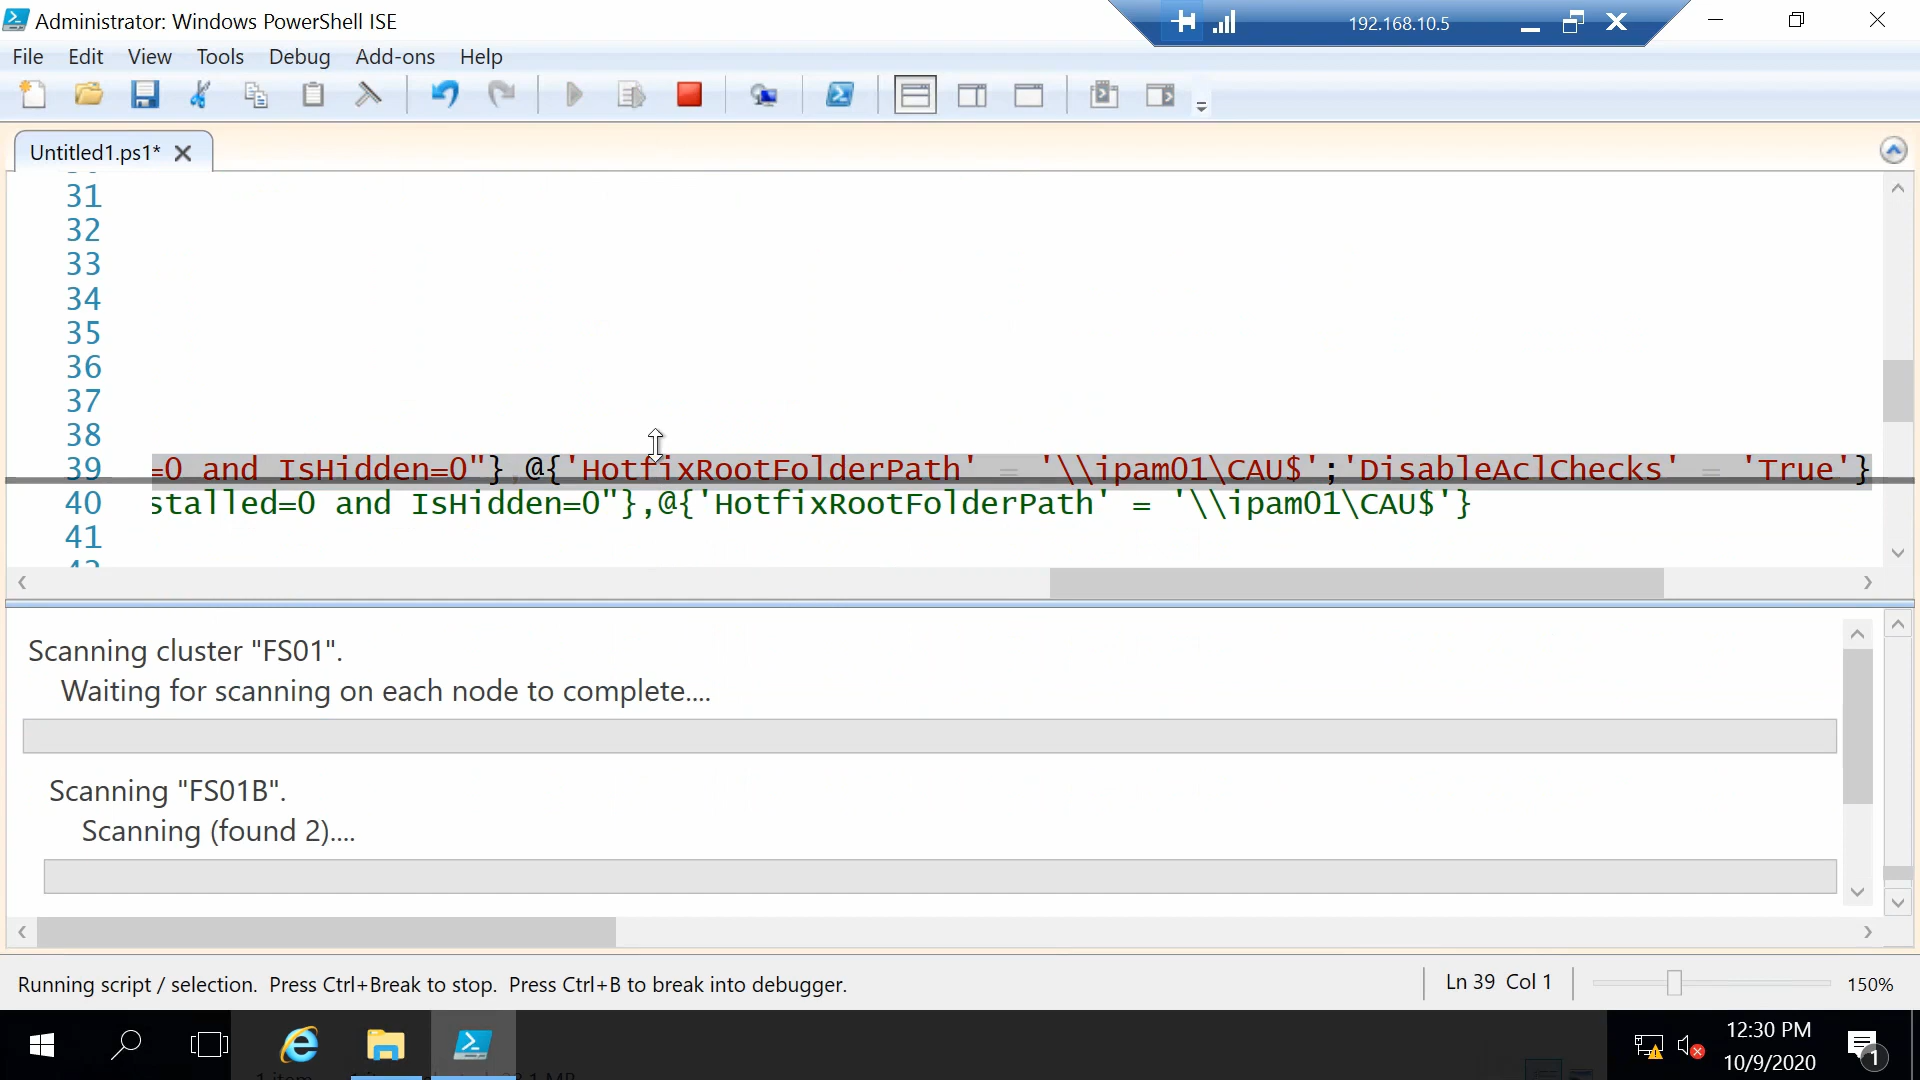 Administrator: Windows PowerShell ISE
192.168.10.5
File Edit View Tools Debug Add-ons Help
Untitled1.ps1*
31
32
33
34
35
36
37
38
39 =0 and IsHidden=0"},@{'HotfixRootFolderPath' = '\\ipam01\CAU$';'DisableAclChecks' = 'True'}
40 stalled=0 and IsHidden=0"},@{'HotfixRootFolderPath' = '\\ipam01\CAU$'}
41
42
Scanning cluster "FS01".
Waiting for scanning on each node to complete....
Scanning "FS01B".
Scanning (found 2)....
Running script / selection. Press Ctrl+Break to stop. Press Ctrl+B to break into debugger.
Ln 39 Col 1
150%
12:30 PM
10/9/2020
1